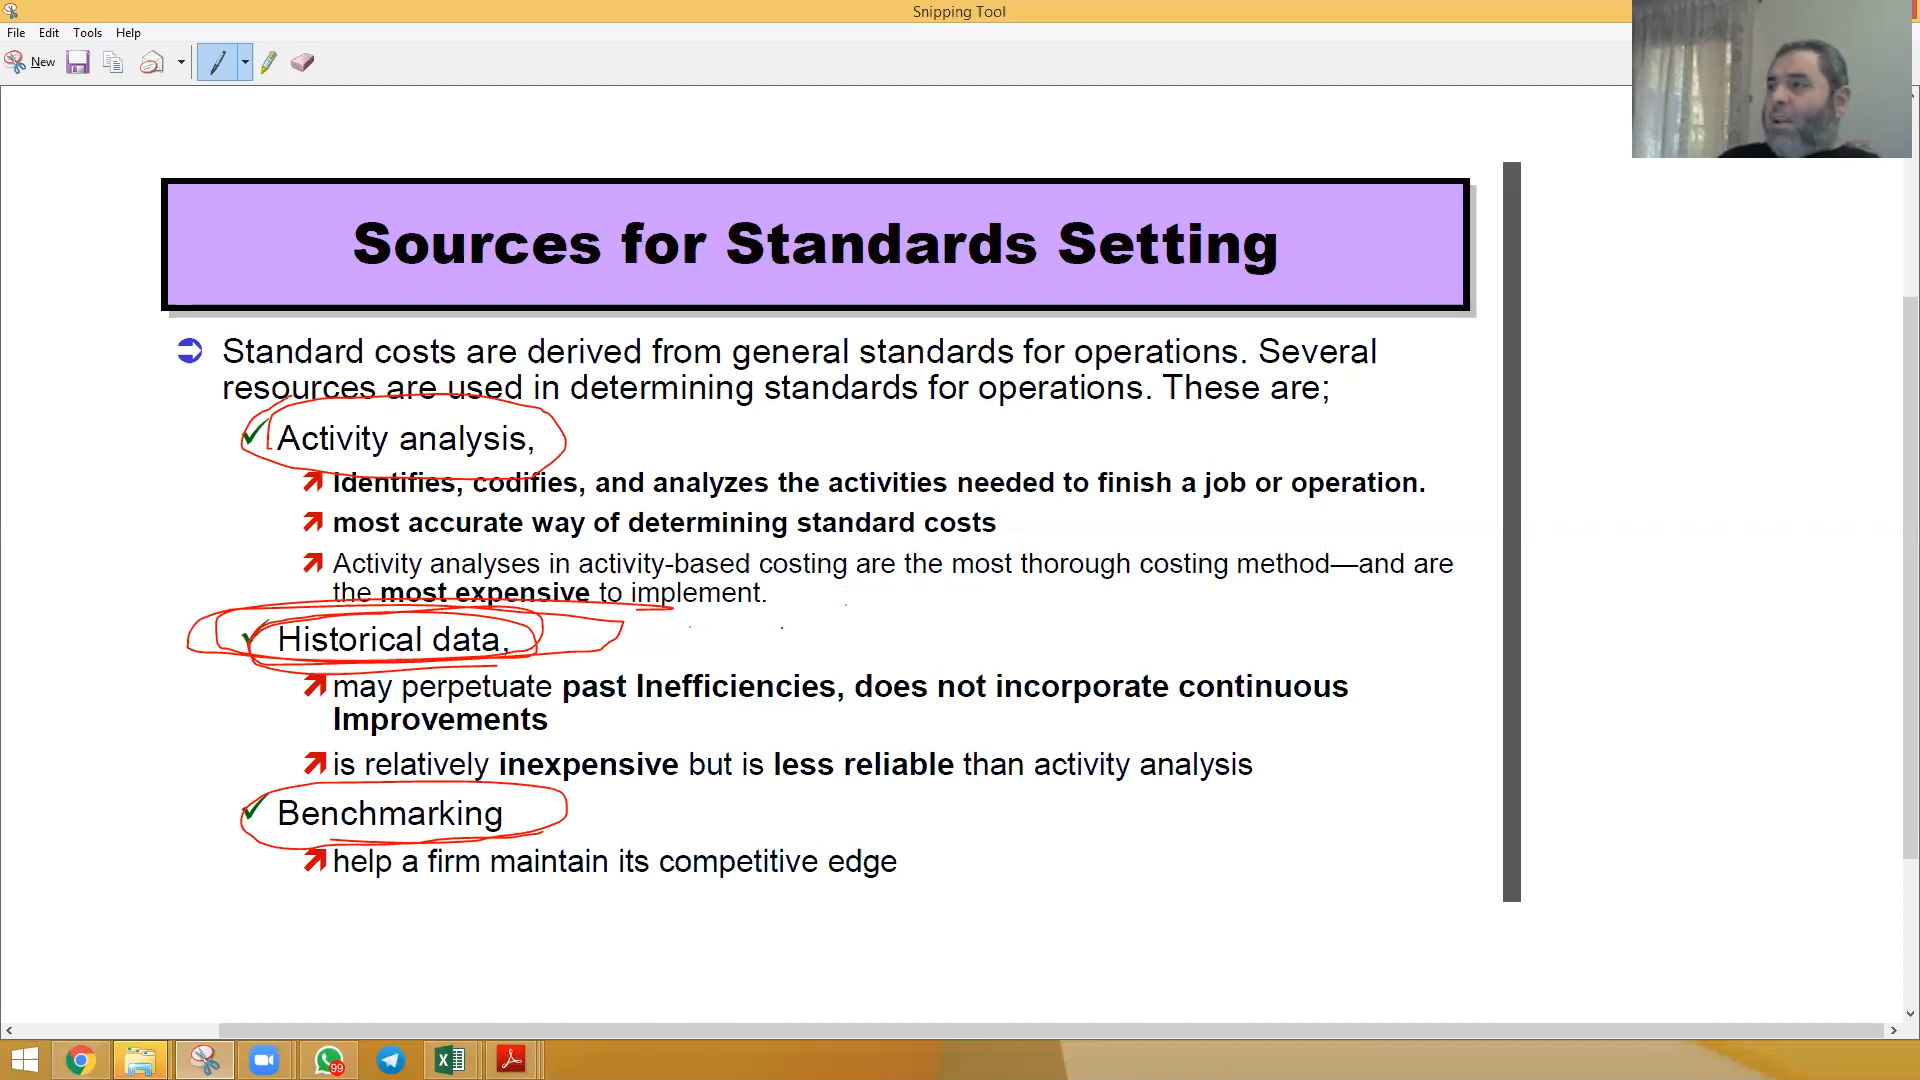 Snipping Tool
File Edit Tools Help
New
Sources for Standards Setting
Standard costs are derived from general standards for operations. Several
resources are used in determining standards for operations. These are;
Activity analysis,
Identifies, codifies, and analyzes the activities needed to finish a job or operation.
most accurate way of determining standard costs
Activity analyses in activity-based costing are the most thorough costing method—and are
the most expensive to implement.
Historical data,
may perpetuate past Inefficiencies, does not incorporate continuous
Improvements
is relatively inexpensive but is less reliable than activity analysis
Benchmarking
help a firm maintain its competitive edge
99